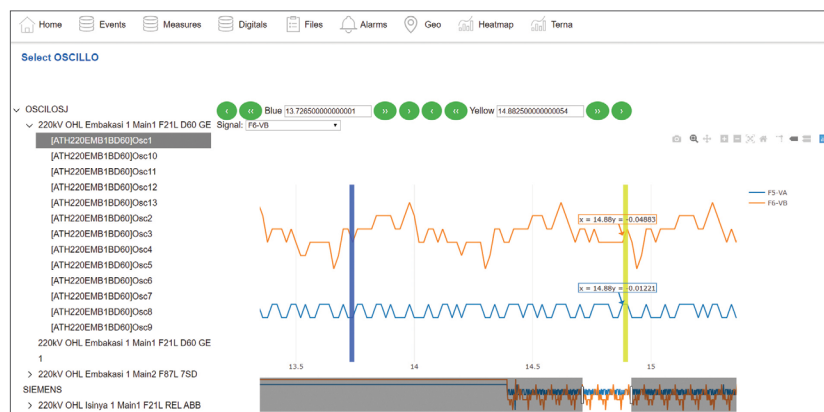 Home Events Measures Digitals Files Alarms Geo Heatmap Terna
Select OSCILLO
OSCILOSJ
‹ ‹‹ Blue 13.726500000000001 ›› › ‹ ‹‹ Yellow 14.882500000000054 ›› ›
220kV OHL Embakasi 1 Main1 F21L D60 GE
Signal: F6-VB
[ATH220EMB1BD60]Osc1
[ATH220EMB1BD60]Osc10
[ATH220EMB1BD60]Osc11
[ATH220EMB1BD60]Osc12
[ATH220EMB1BD60]Osc13
[ATH220EMB1BD60]Osc2
[ATH220EMB1BD60]Osc3
[ATH220EMB1BD60]Osc4
[ATH220EMB1BD60]Osc5
[ATH220EMB1BD60]Osc6
[ATH220EMB1BD60]Osc7
[ATH220EMB1BD60]Osc8
[ATH220EMB1BD60]Osc9
220kV OHL Embakasi 1 Main1 F21L D60 GE
1
220kV OHL Embakasi 1 Main2 F87L 7SD
SIEMENS
220kV OHL Isinya 1 Main1 F21L REL ABB
F5-VA
F6-VB
x = 14.88y = -0.04883
x = 14.88y = -0.01221
13.5 14 14.5 15